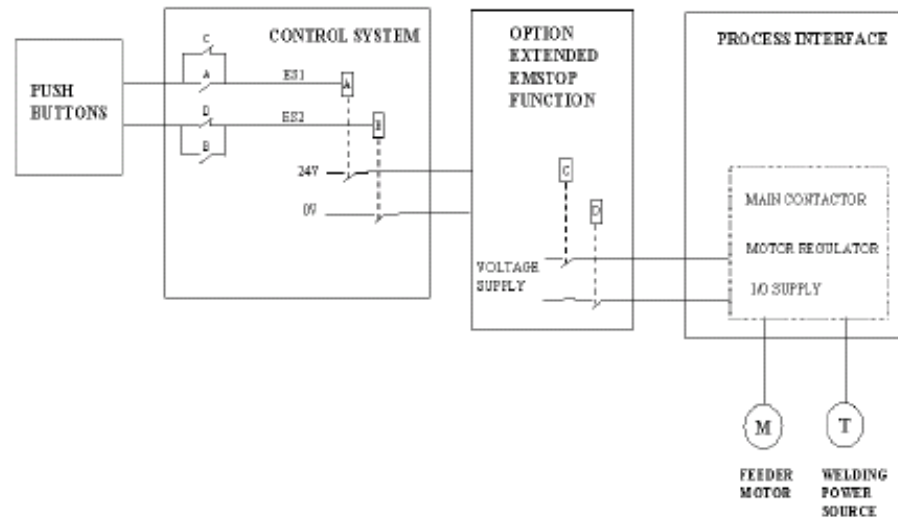 PUSH
BUTTONS
CONTROL SYSTEM
C
A
ES1
D
ES2
B
A
B
24V
0V
OPTION
EXTENDED
EMSTOP
FUNCTION
C
D
VOLTAGE
SUPPLY
PROCESS INTERFACE
MAIN CONTACTOR
MOTOR REGULATOR
I/O SUPPLY
M
T
FEEDER
MOTOR
WELDING
POWER
SOURCE